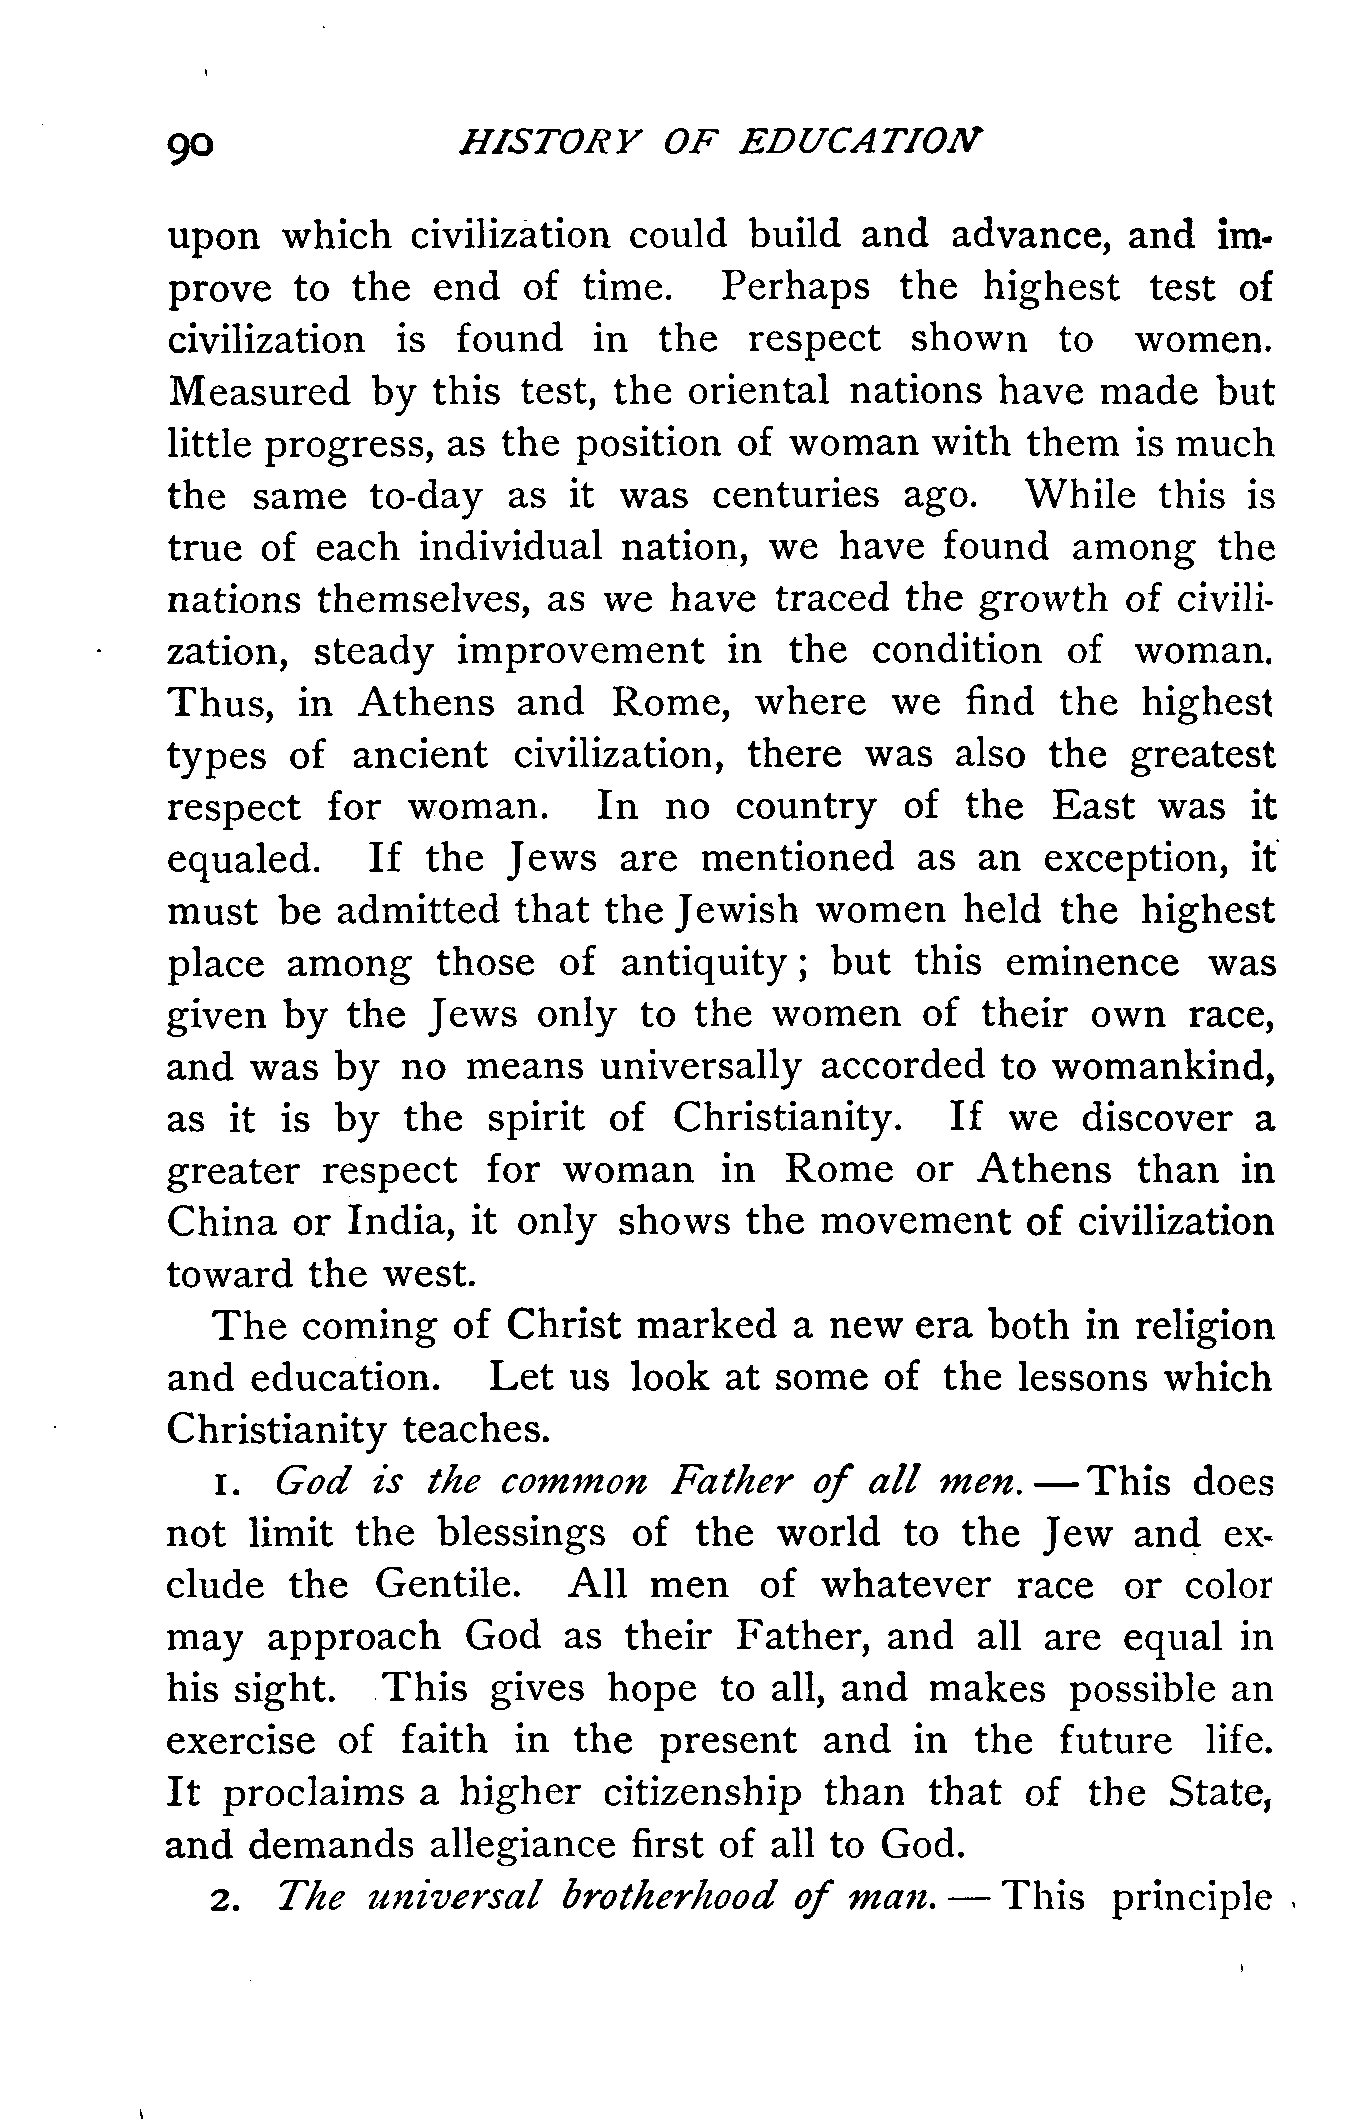 90 HISTORY OF EDUCATION
upon which civilization could build and advance, and im-
prove to the end of time. Perhaps the highest test of
civilization is found in the respect shown to women.
Measured by this test, the oriental nations have made but
little progress, as the position of woman with them is much
the same to-day as it was centuries ago. While this is
true of each individual nation, we have found among the
nations themselves, as we have traced the growth of civili-
zation, steady improvement in the condition of woman.
Thus, in Athens and Rome, where we find the highest
types of ancient civilization, there was also the greatest
respect for woman. In no country of the East was it
equaled. If the Jews are mentioned as an exception, it
must be admitted that the Jewish women held the highest
place among those of antiquity; but this eminence was
given by the Jews only to the women of their own race,
and was by no means universally accorded to womankind,
as it is by the spirit of Christianity. If we discover a
greater respect for woman in Rome or Athens than in
China or India, it only shows the movement of civilization
toward the west.
The coming of Christ marked a new era both in religion
and education. Let us look at some of the lessons which
Christianity teaches.
1. God is the common Father of all men. — This does
not limit the blessings of the world to the Jew and ex-
clude the Gentile. All men of whatever race or color
may approach God as their Father, and all are equal in
his sight. This gives hope to all, and makes possible an
exercise of faith in the present and in the future life.
It proclaims a higher citizenship than that of the State,
and demands allegiance first of all to God.
2. The universal brotherhood of man. — This principle